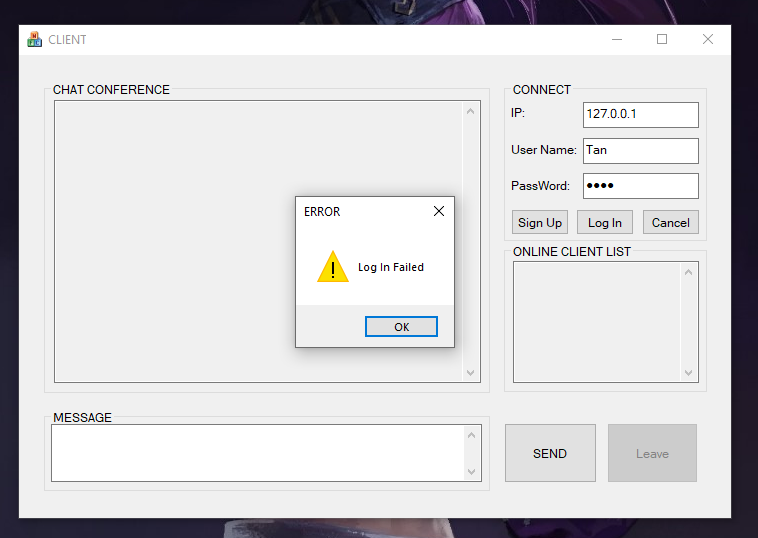 CLIENT
CHAT CONFERENCE
CONNECT
IP: 127.0.0.1
User Name: Tan
PassWord: ●●●●
Sign Up Log In Cancel
ONLINE CLIENT LIST
ERROR
Log In Failed
OK
MESSAGE
SEND Leave